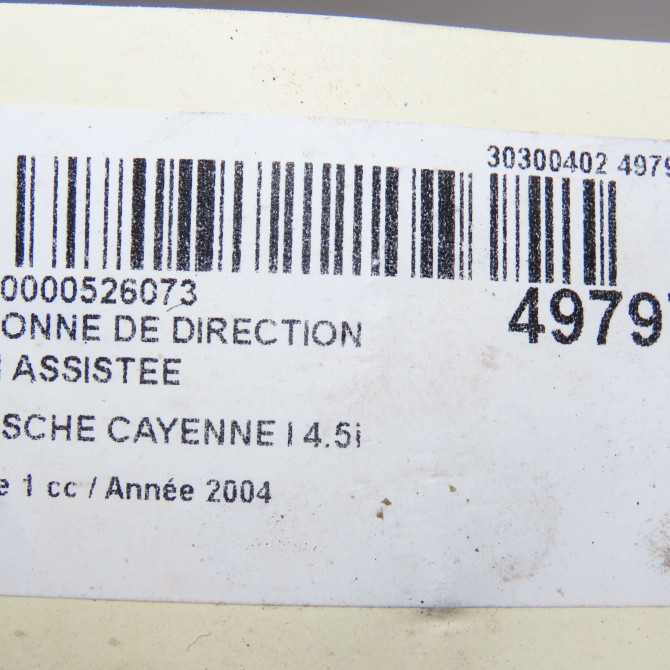 30300402 4979
0000526073
4979
ONNE DE DIRECTION
ASSISTEE
SCHE CAYENNE I 4.5i
e 1 cc / Année 2004